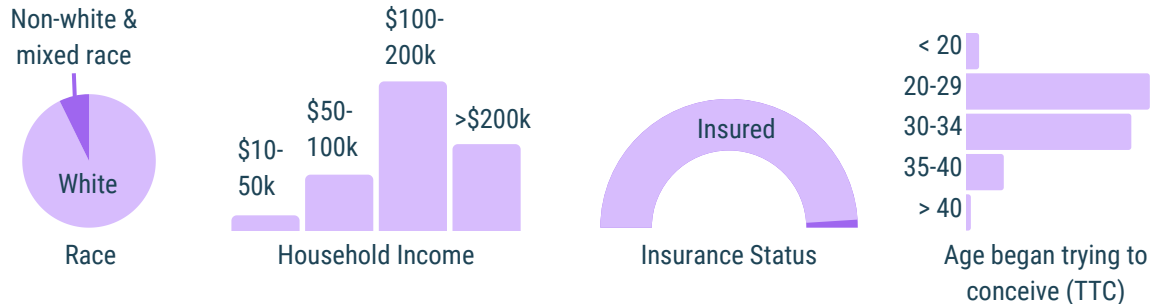 Non-white &
mixed race
White
Race
$10-
50k
$50-
100k
$100-
200k
>$200k
Household Income
Insured
Insurance Status
< 20
20-29
30-34
35-40
> 40
Age began trying to
conceive (TTC)